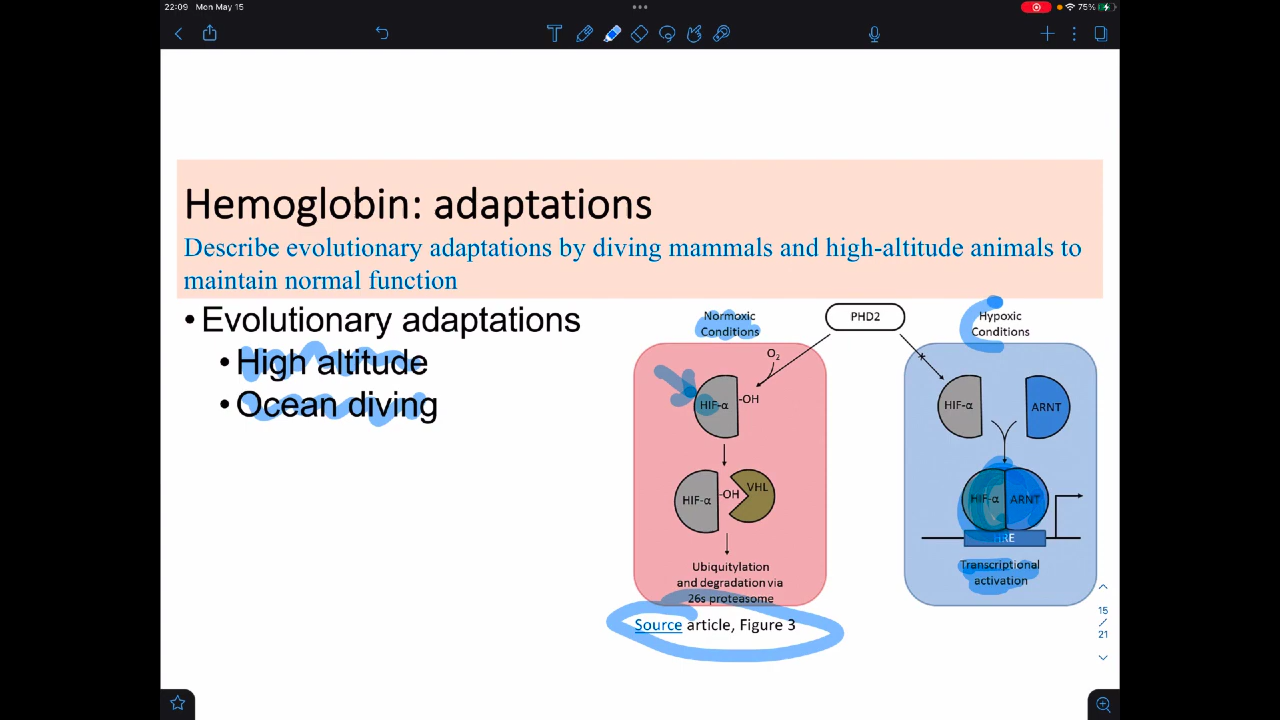 22:09 Mon May 15
75%
Hemoglobin: adaptations
Describe evolutionary adaptations by diving mammals and high-altitude animals to
maintain normal function
• Evolutionary adaptations
• High altitude
• Ocean diving
Normoxic
Conditions
PHD2
Hypoxic
Conditions
O2
HIF-α
-OH
HIF-α
ARNT
HIF-α
-OH
VHL
HIF-α
ARNT
HRE
Ubiquitylation
and degradation via
26s proteasome
Transcriptional
activation
Source article, Figure 3
15
/
21